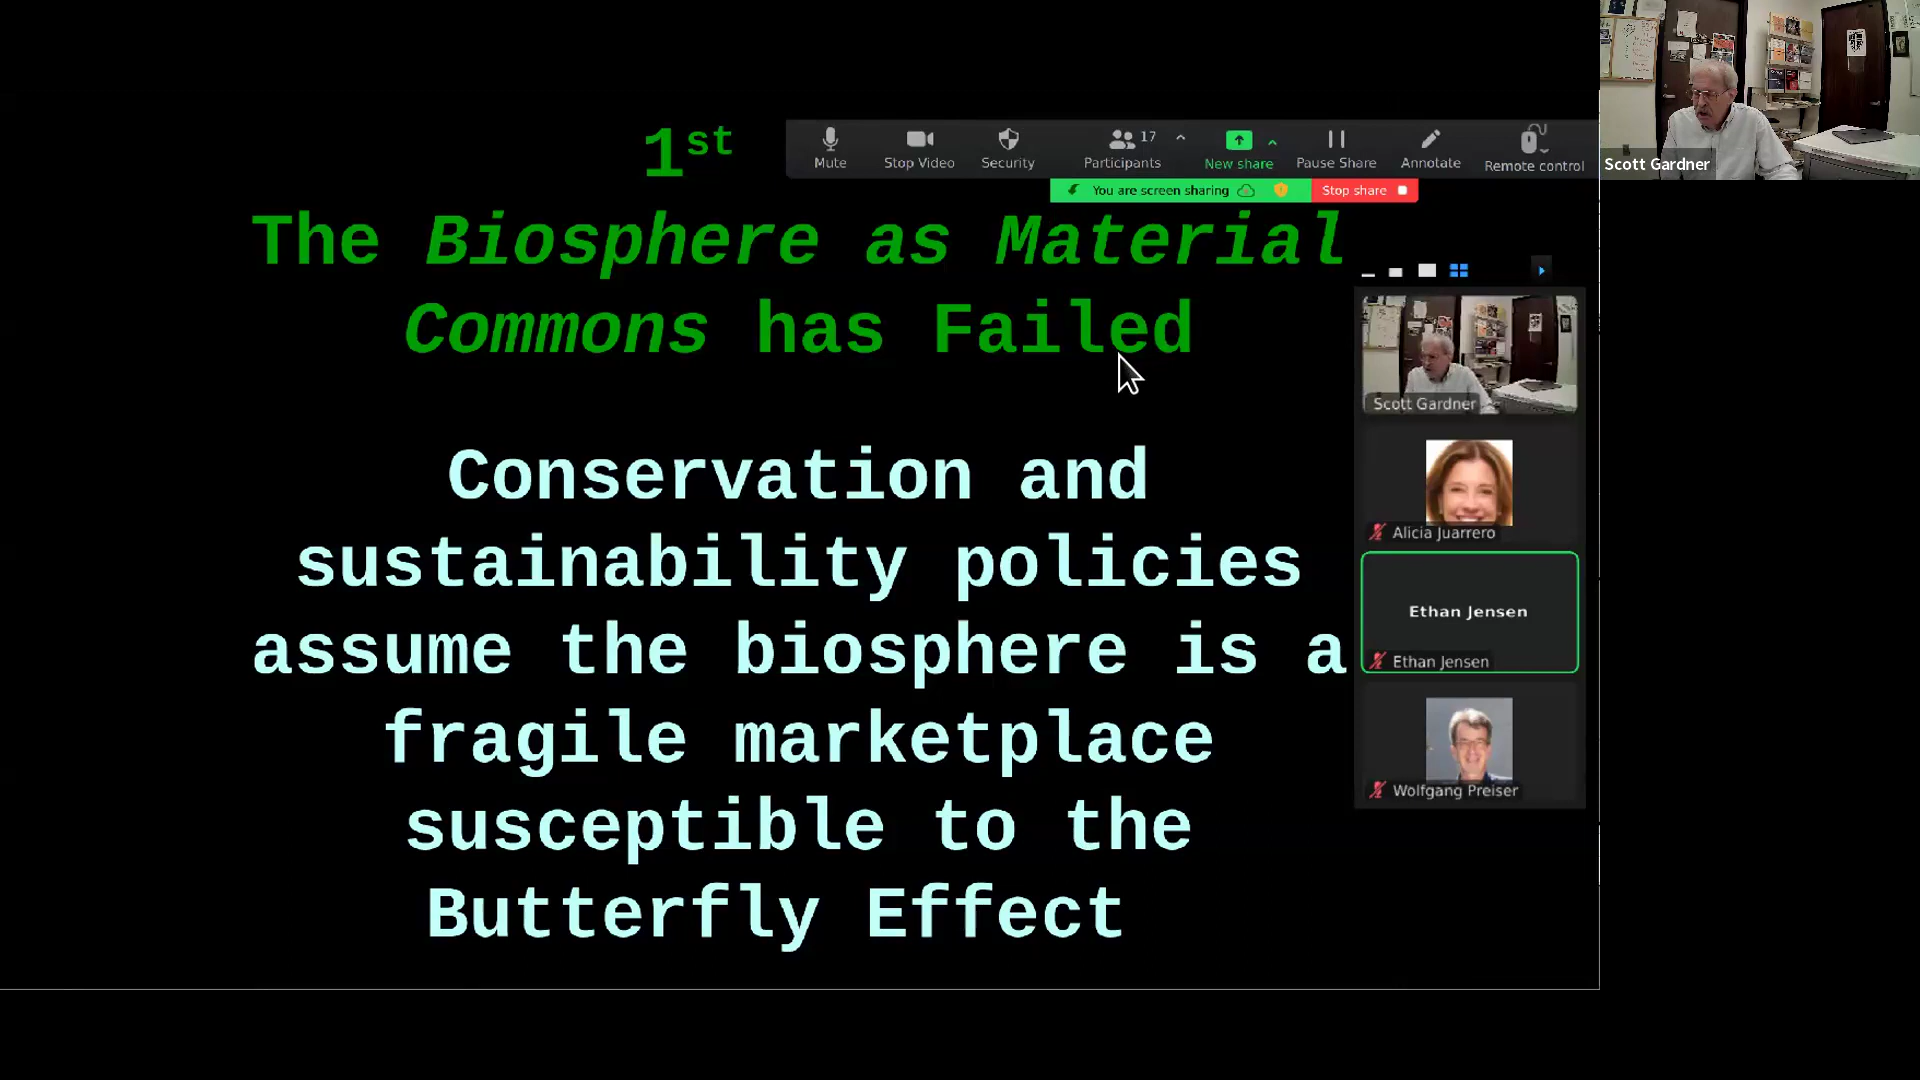 1st
The Biosphere as Material
Commons has Failed
Conservation and
sustainability policies
assume the biosphere is a
fragile marketplace
susceptible to the
Butterfly Effect
Mute
Stop Video
Security
17
Participants
New share
Pause Share
Annotate
Remote control
You are screen sharing
Stop share
Scott Gardner
Scott Gardner
Alicia Juarrero
Ethan Jensen
Ethan Jensen
Wolfgang Preiser